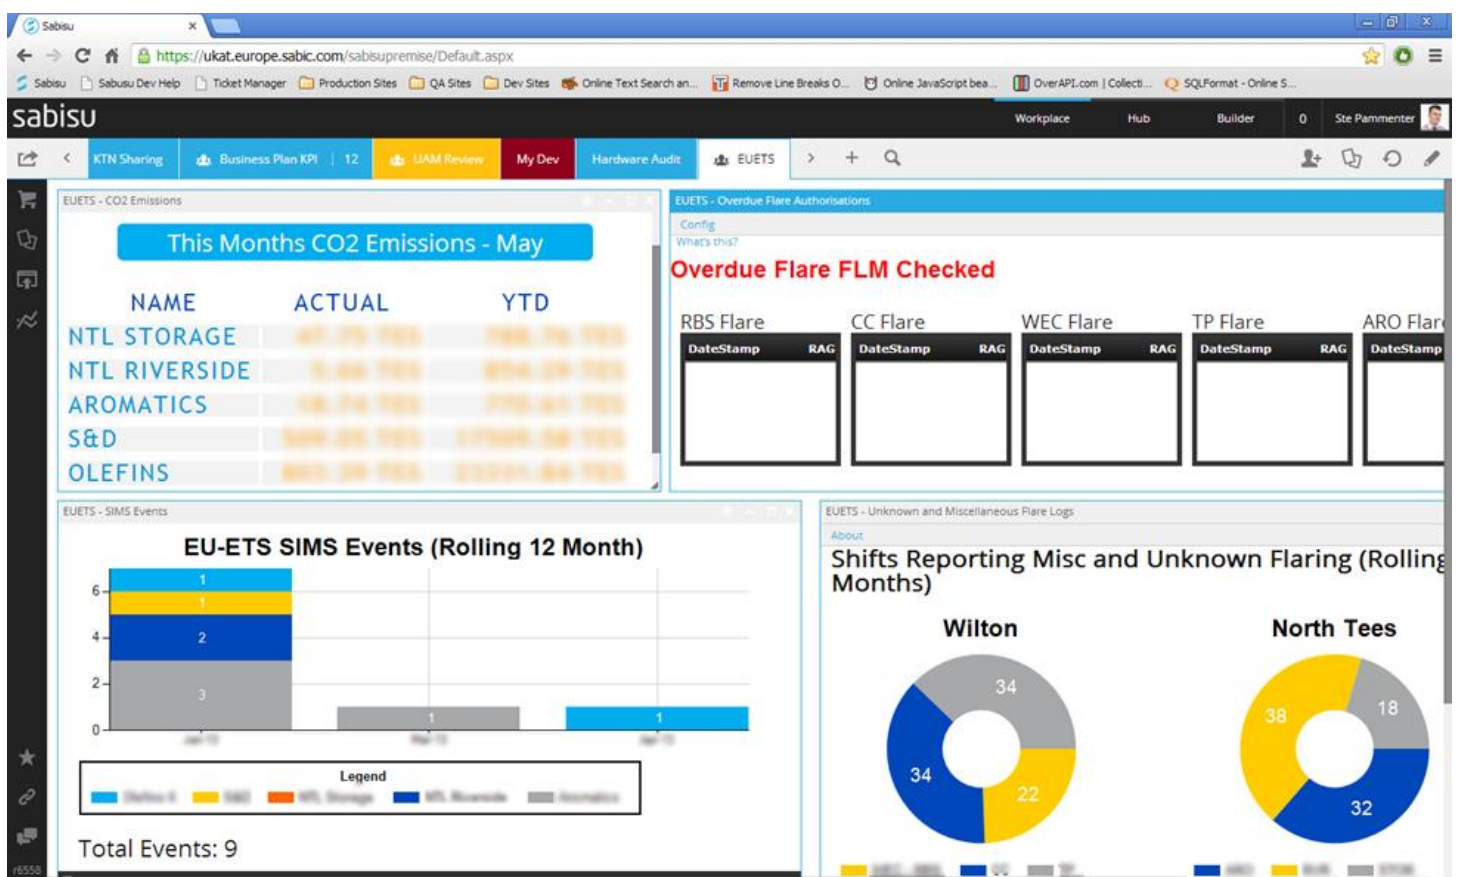 Sabisu
https://ukat.europe.sabic.com/sabisupremise/Default.aspx
Sabisu Sabusu Dev Help Ticket Manager Production Sites QA Sites Dev Sites Online Text Search an... Remove Line Breaks O... Online JavaScript bea... OverAPI.com | Collecti... SQLFormat - Online S...
sabisu Workplace Hub Builder 0 Ste Pammenter
KTN Sharing Business Plan KPI | 12 UAM Review My Dev Hardware Audit EUETS
EUETS - CO2 Emissions
This Months CO2 Emissions - May
NAME ACTUAL YTD
NTL STORAGE
NTL RIVERSIDE
AROMATICS
S&D
OLEFINS
EUETS - Overdue Flare Authorisations
Config
What's this?
Overdue Flare FLM Checked
RBS Flare CC Flare WEC Flare TP Flare ARO Flar
DateStamp RAG DateStamp RAG DateStamp RAG DateStamp RAG DateStamp
EUETS - SIMS Events
EU-ETS SIMS Events (Rolling 12 Month)
6
4
2
0
1
1
2
3
1
1
Legend
Total Events: 9
EUETS - Unknown and Miscellaneous Flare Logs
About
Shifts Reporting Misc and Unknown Flaring (Rolling
Months)
Wilton North Tees
34
34
22
38
18
32
r6558